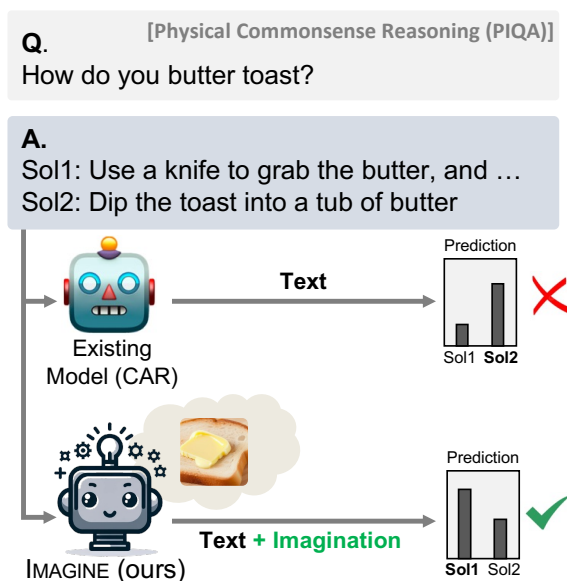 [Physical Commonsense Reasoning (PIQA)]
Q.
How do you butter toast?
A.
Sol1: Use a knife to grab the butter, and …
Sol2: Dip the toast into a tub of butter
Prediction
Text
Sol1 Sol2
Existing
Model (CAR)
Prediction
Text + Imagination
Sol1 Sol2
IMAGINE (ours)